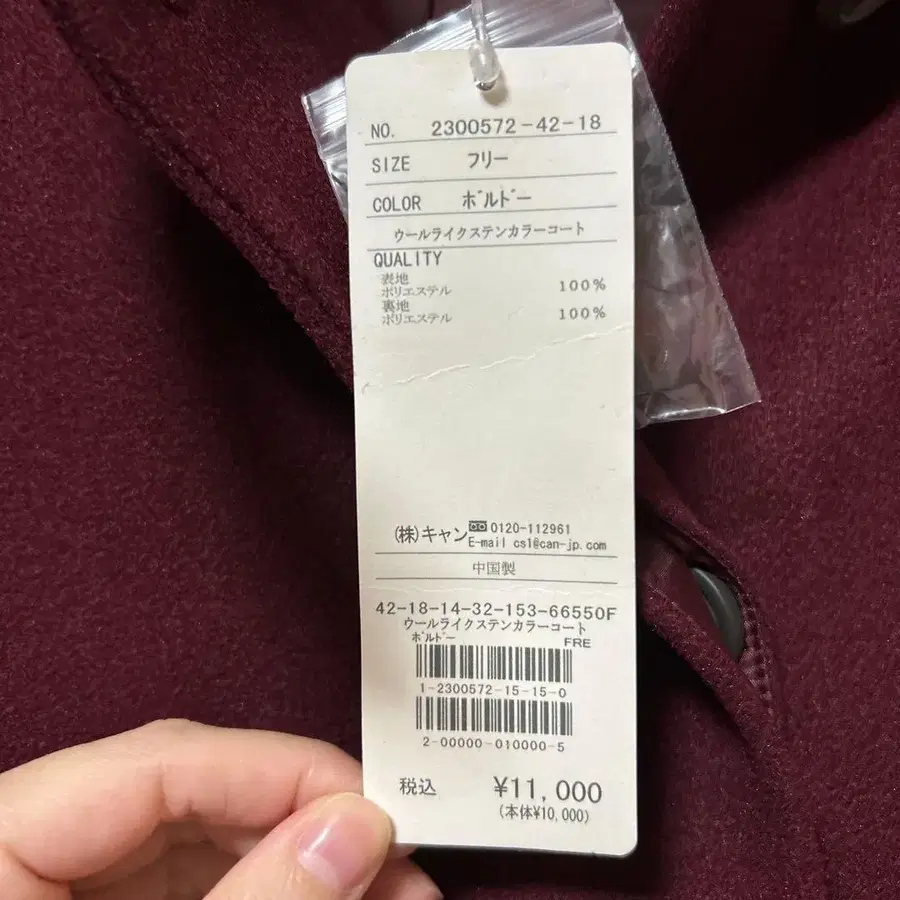 NO. 2300572-42-18
SIZE フリー
COLOR ボルドー
ウールライクステンカラーコート
QUALITY
表地
ポリエステル 100%
裏地
ポリエステル 100%
(株)キャン 0120-112961
E-mail cs1@can-jp.com
中国製
42-18-14-32-153-66550F
ウールライクステンカラーコート
ボルドー FRE
1-2300572-15-15-0
2-00000-010000-5
税込 ¥11,000
(本体¥10,000)